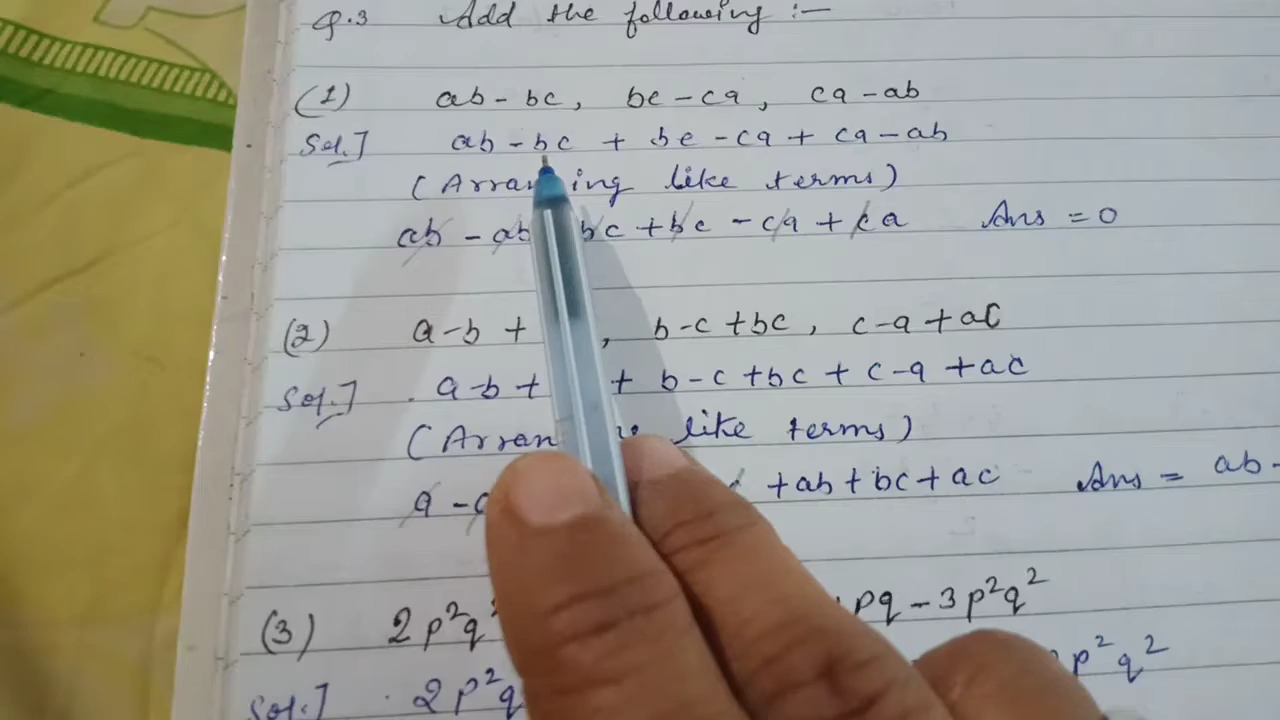 Q.3 Add the following :—
(1) ab - bc, bc - ca, ca - ab
Sol.] ab - bc + bc - ca + ca - ab
(Arranging like terms)
ab - ab bc + bc - ca + ca Ans = 0
(2) a - b + , b - c + bc, c - a + ac
Sol.] a - b + + b - c + bc + c - a + ac
( like terms)
a - + ab + bc + ac Ans = ab -
(3) 2p²q pq - 3p²q²
Sol.] 2p²q p²q²